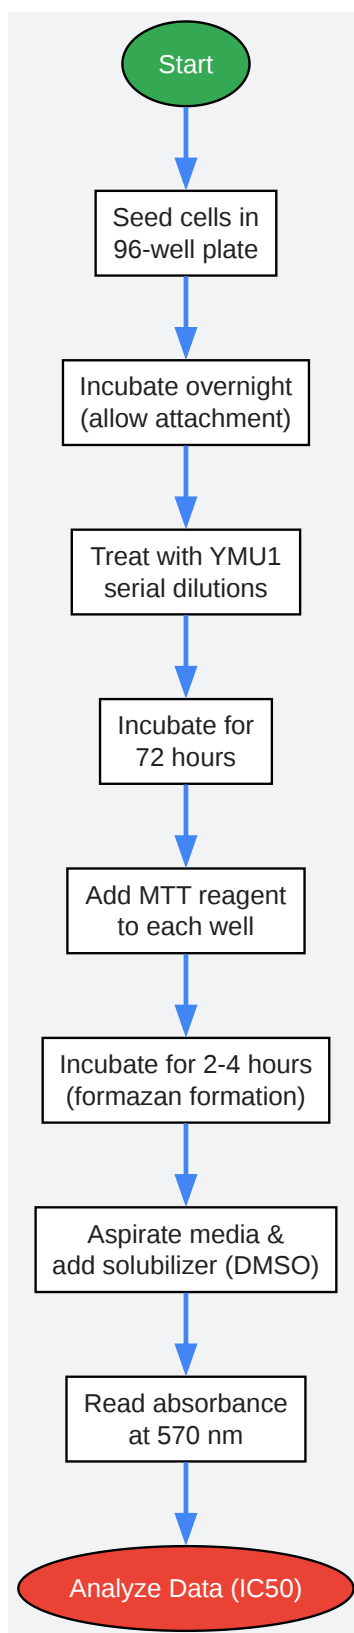 Start
Seed cells in
96-well plate
Incubate overnight
(allow attachment)
Treat with YMU1
serial dilutions
Incubate for
72 hours
Add MTT reagent
to each well
Incubate for 2-4 hours
(formazan formation)
Aspirate media &
add solubilizer (DMSO)
Read absorbance
at 570 nm
Analyze Data (IC50)